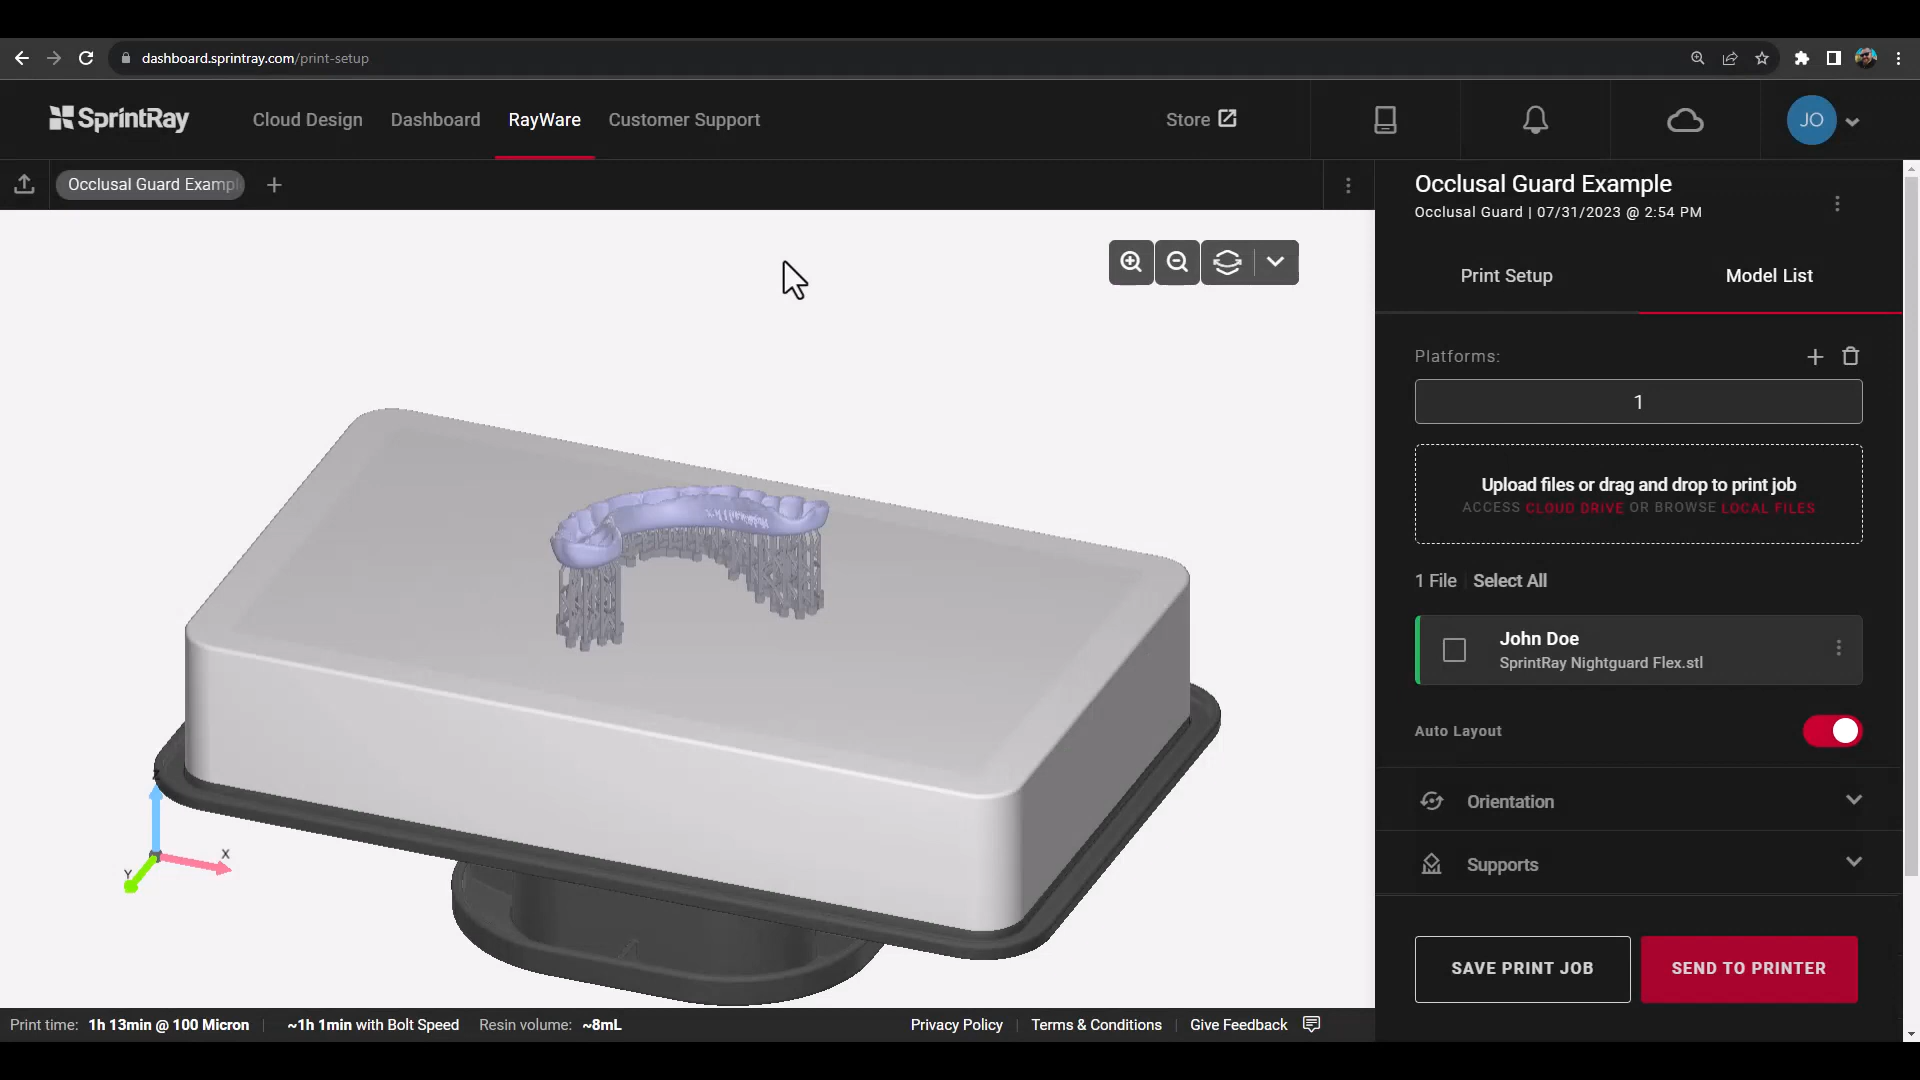 dashboard.sprintray.com/print-setup
SprintRay
Cloud Design
Dashboard
RayWare
Customer Support
Store
JO
Occlusal Guard Exampl
Occlusal Guard Example
Occlusal Guard | 07/31/2023 @ 2:54 PM
Print Setup
Model List
Platforms:
1
Upload files or drag and drop to print job
ACCESS CLOUD DRIVE OR BROWSE LOCAL FILES
1 File
Select All
John Doe
SprintRay Nightguard Flex.stl
Auto Layout
Orientation
Supports
SAVE PRINT JOB
SEND TO PRINTER
Z
X
Y
Print time: 1h 13min @ 100 Micron | ~1h 1min with Bolt Speed Resin volume: ~8mL
Privacy Policy | Terms & Conditions | Give Feedback